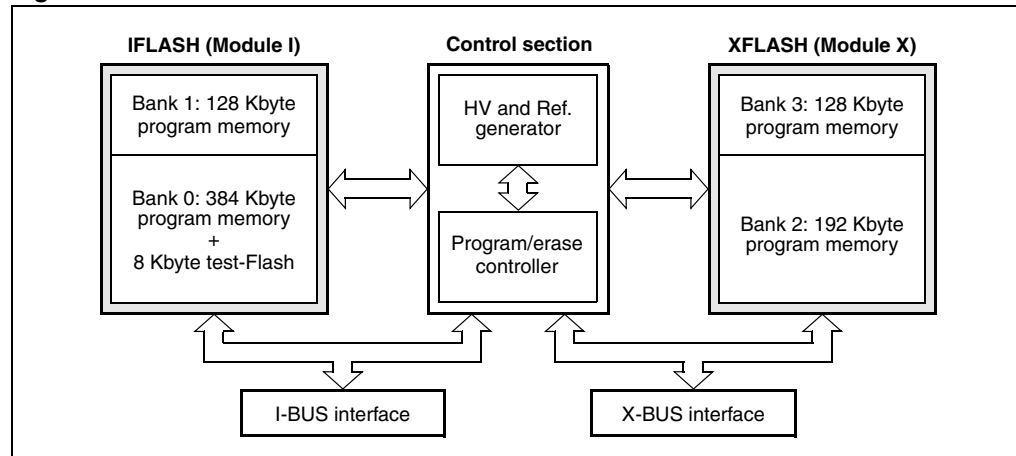 IFLASH (Module I)
Control section
XFLASH (Module X)
Bank 1: 128 Kbyte
program memory
Bank 0: 384 Kbyte
program memory
+
8 Kbyte test-Flash
HV and Ref.
generator
Program/erase
controller
Bank 3: 128 Kbyte
program memory
Bank 2: 192 Kbyte
program memory
I-BUS interface
X-BUS interface